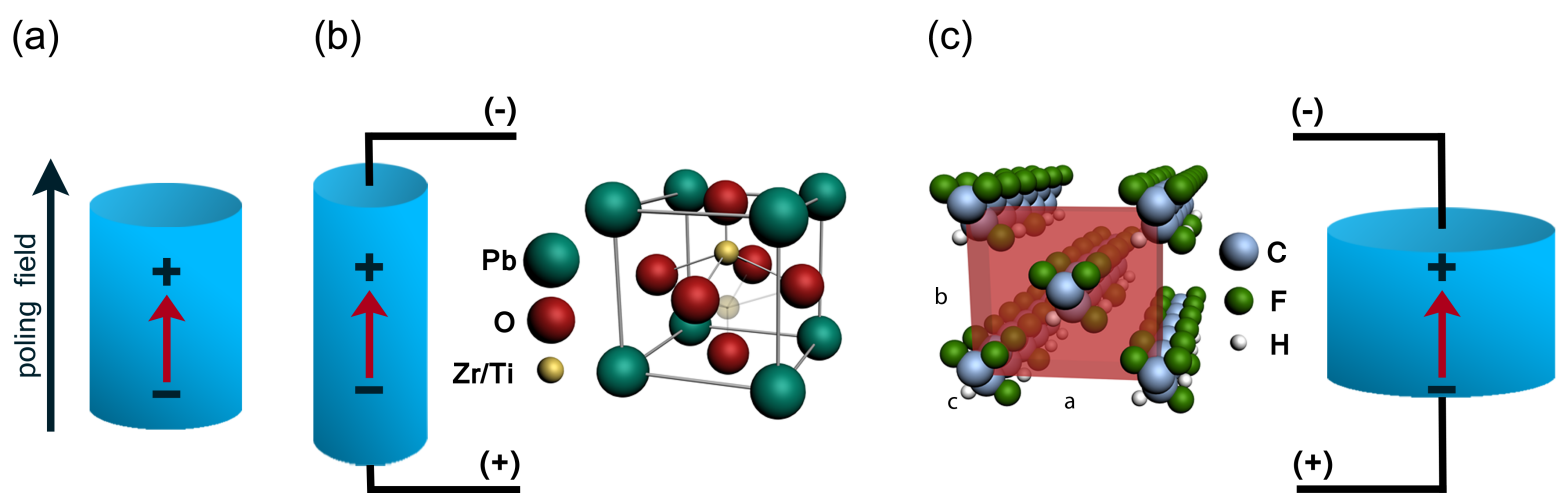 (a)
(b)
(c)
poling field
+
−
(-)
+
−
(+)
Pb
O
Zr/Ti
b
c
a
C
F
H
(-)
+
−
(+)